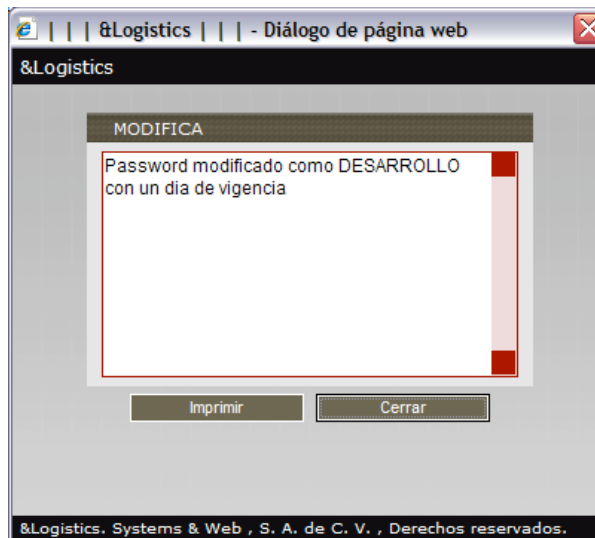 | | | &Logistics | | | - Diálogo de página web
&Logistics
MODIFICA
Password modificado como DESARROLLO
con un dia de vigencia
Imprimir
Cerrar
&Logistics. Systems & Web , S. A. de C. V. , Derechos reservados.